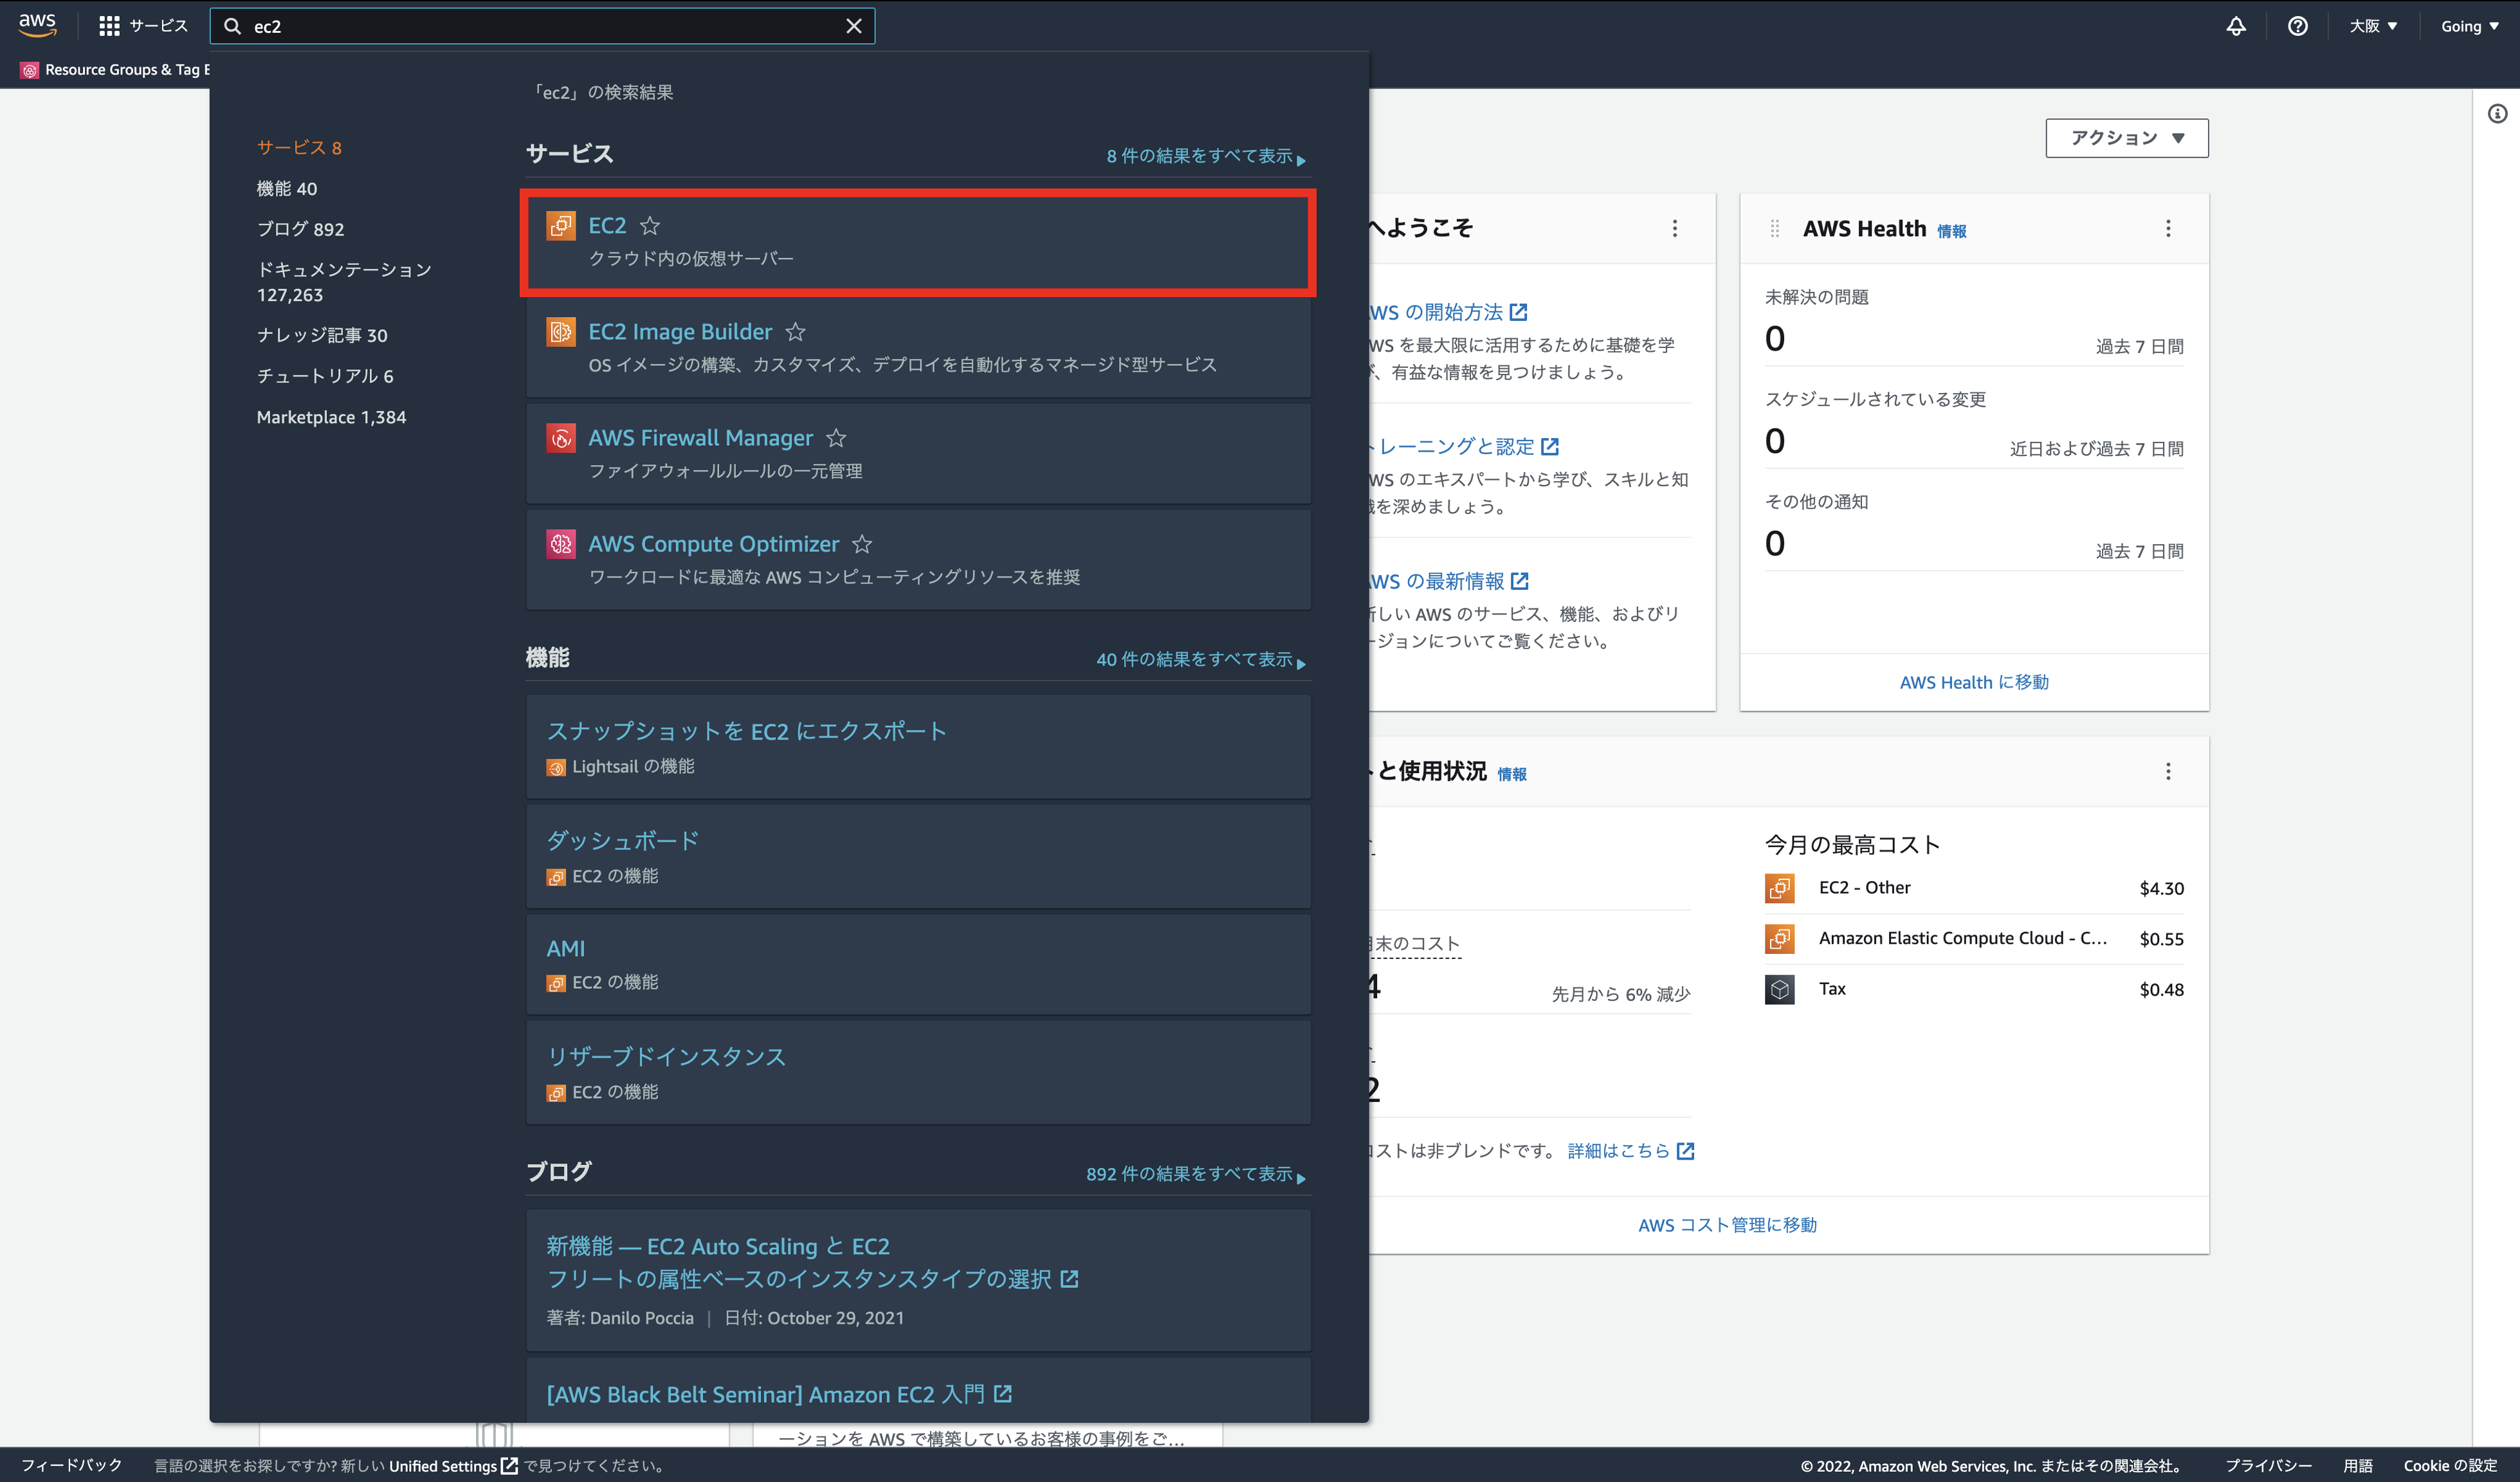 aws
サービス
ec2
大阪
Going
Resource Groups & Tag E
「ec2」の検索結果
サービス 8
機能 40
ブログ 892
ドキュメンテーション
127,263
ナレッジ記事 30
チュートリアル 6
Marketplace 1,384
サービス
8 件の結果をすべて表示
EC2
クラウド内の仮想サーバー
EC2 Image Builder
OS イメージの構築、カスタマイズ、デプロイを自動化するマネージド型サービス
AWS Firewall Manager
ファイアウォールルールの一元管理
AWS Compute Optimizer
ワークロードに最適な AWS コンピューティングリソースを推奨
機能
40 件の結果をすべて表示
スナップショットを EC2 にエクスポート
Lightsail の機能
ダッシュボード
EC2 の機能
AMI
EC2 の機能
リザーブドインスタンス
EC2 の機能
ブログ
892 件の結果をすべて表示
新機能 — EC2 Auto Scaling と EC2
フリートの属性ベースのインスタンスタイプの選択
著者: Danilo Poccia | 日付: October 29, 2021
[AWS Black Belt Seminar] Amazon EC2 入門
アクション
へようこそ
WS の開始方法
WS を最大限に活用するために基礎を学
、有益な情報を見つけましょう。
トレーニングと認定
WS のエキスパートから学び、スキルと知
識を深めましょう。
AWS の最新情報
新しい AWS のサービス、機能、およびリ
ージョンについてご覧ください。
AWS Health 情報
未解決の問題
0
過去 7 日間
スケジュールされている変更
0
近日および過去 7 日間
その他の通知
0
過去 7 日間
AWS Health に移動
トと使用状況 情報
月末のコスト
4
先月から 6% 減少
2
コストは非ブレンドです。 詳細はこちら
今月の最高コスト
EC2 - Other
$4.30
Amazon Elastic Compute Cloud - C...
$0.55
Tax
$0.48
AWS コスト管理に移動
ーションを AWS で構築しているお客様の事例をご...
フィードバック
言語の選択をお探しですか? 新しい Unified Settings で見つけてください。
© 2022, Amazon Web Services, Inc. またはその関連会社。
プライバシー
用語
Cookie の設定